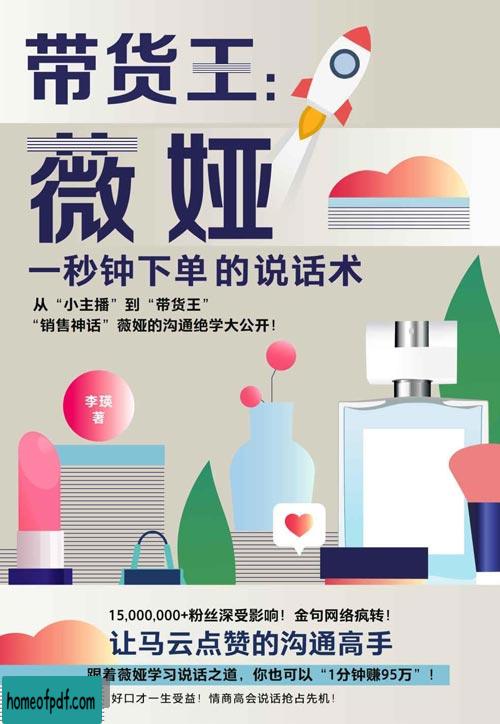 带货王：
薇娅
一秒钟下单的说话术
从“小主播”到“带货王”
“销售神话”薇娅的沟通绝学大公开！
李瑛
著
15,000,000+粉丝深受影响！金句网络疯转！
让马云点赞的沟通高手
跟着薇娅学习说话之道，你也可以“1分钟赚95万”！
好口才一生受益！情商高会说话抢占先机！
homeofpdf.com